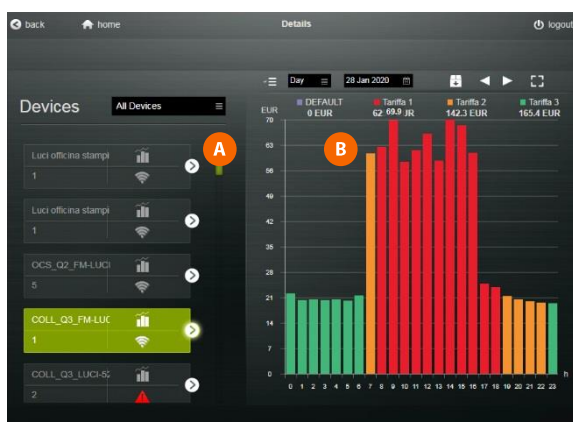 back home Details logout
Day 28 Jan 2020
Devices All Devices
A
B
EUR DEFAULT Tariffa 1 Tariffa 2 Tariffa 3
0 EUR 62 69.9 JR 142.3 EUR 165.4 EUR
70
63
56
49
42
35
28
21
14
7
0
0 1 2 3 4 5 6 7 8 9 10 11 12 13 14 15 16 17 18 19 20 21 22 23 h
Luci officina stampi
1
Luci officina stampi
1
OCS_Q2_FM-LUCI
5
COLL_Q3_FM-LUC
1
COLL_Q3_LUCI-52
2